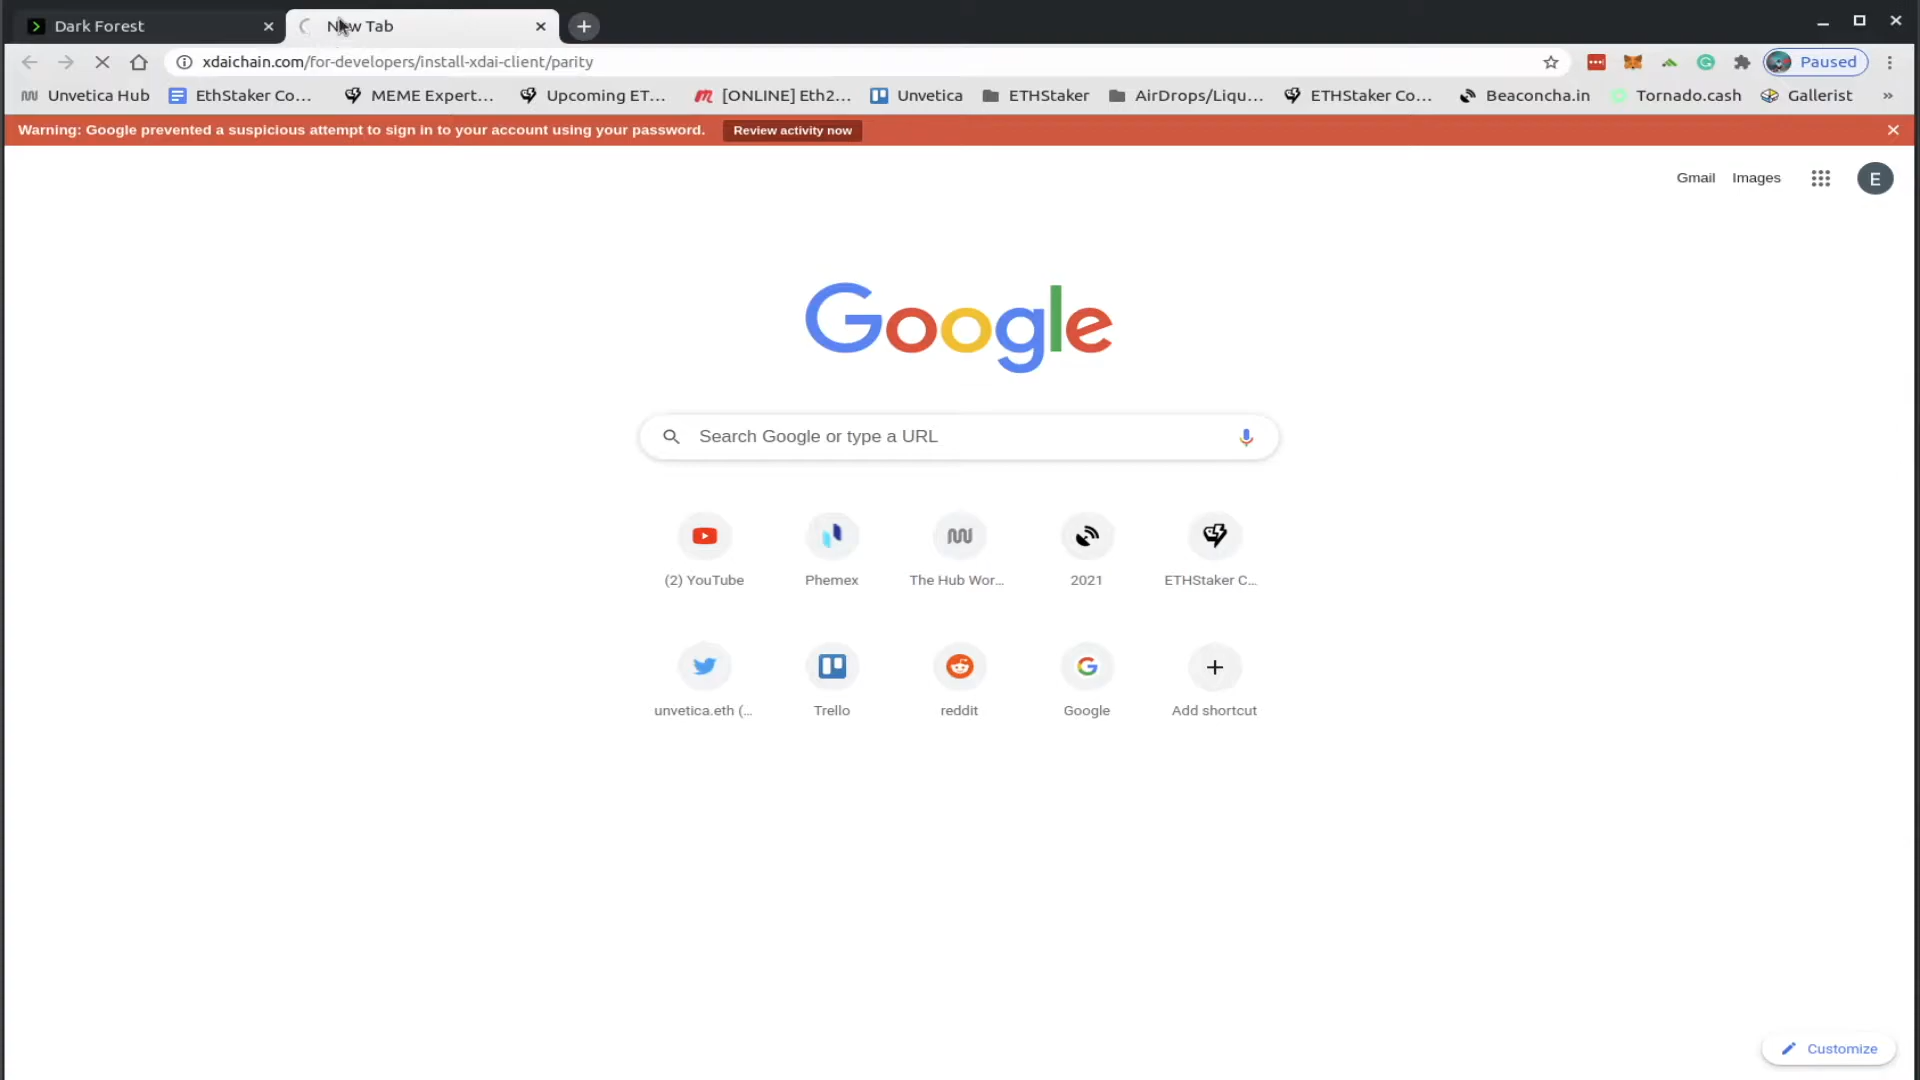 Dark Forest
New Tab
xdaichain.com/for-developers/install-xdai-client/parity
Paused
Unvetica Hub
EthStaker Co...
MEME Expert...
Upcoming ET...
[ONLINE] Eth2...
Unvetica
ETHStaker
AirDrops/Liqu...
ETHStaker Co...
Beaconcha.in
Tornado.cash
Gallerist
»
Warning: Google prevented a suspicious attempt to sign in to your account using your password.
Review activity now
Gmail
Images
E
Google
Search Google or type a URL
(2) YouTube
Phemex
The Hub Wor...
2021
ETHStaker C...
unvetica.eth (...
Trello
reddit
Google
Add shortcut
Customize